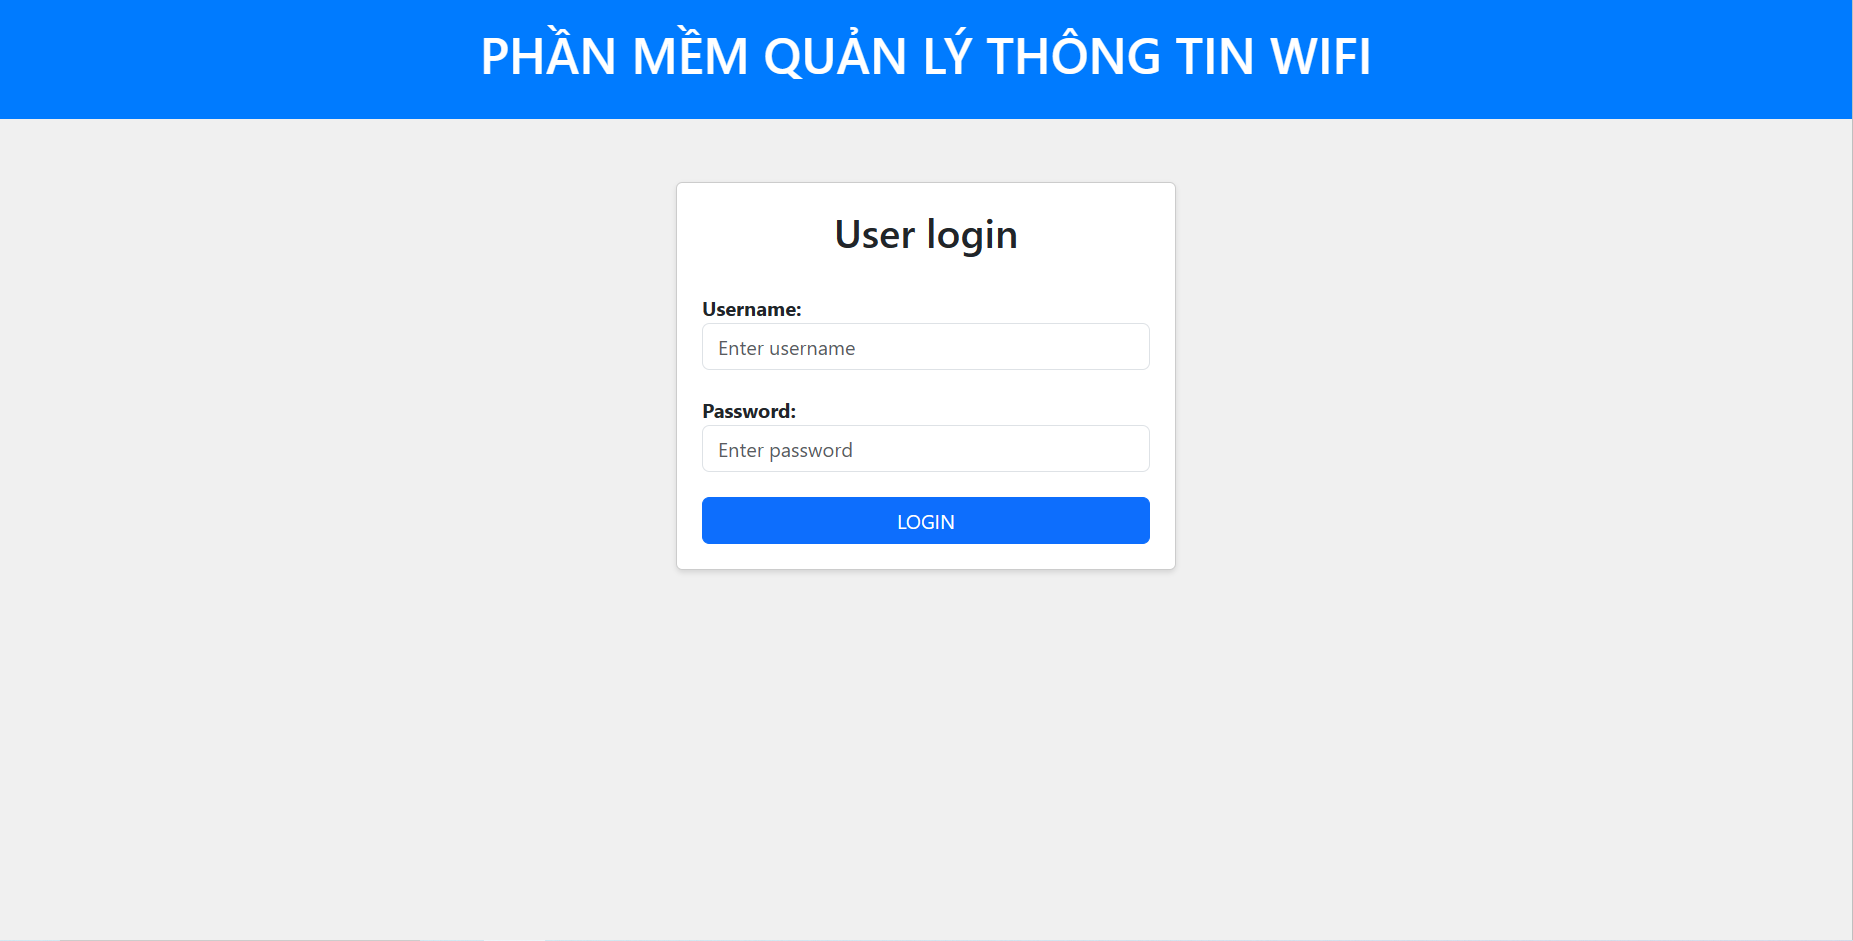 PHẦN MỀM QUẢN LÝ THÔNG TIN WIFI
User login
Username:
Enter username
Password:
Enter password
LOGIN